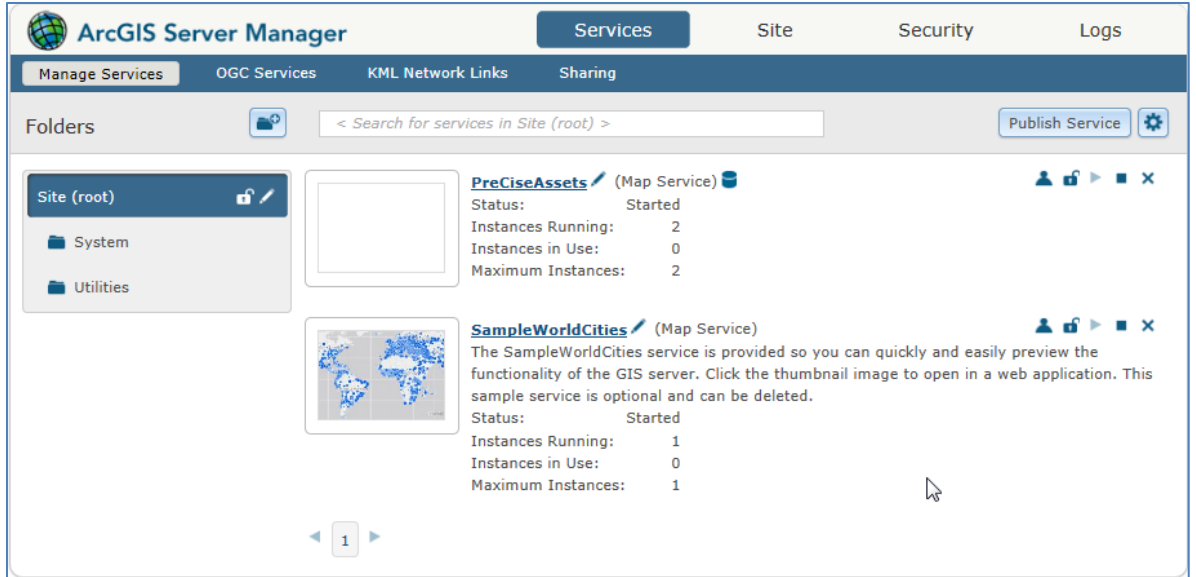 ArcGIS Server Manager
Services Site Security Logs
Manage Services OGC Services KML Network Links Sharing
Folders
< Search for services in Site (root) >
Publish Service
Site (root)
System
Utilities
PreCiseAssets (Map Service)
Status: Started
Instances Running: 2
Instances in Use: 0
Maximum Instances: 2
SampleWorldCities (Map Service)
The SampleWorldCities service is provided so you can quickly and easily preview the
functionality of the GIS server. Click the thumbnail image to open in a web application. This
sample service is optional and can be deleted.
Status: Started
Instances Running: 1
Instances in Use: 0
Maximum Instances: 1
1